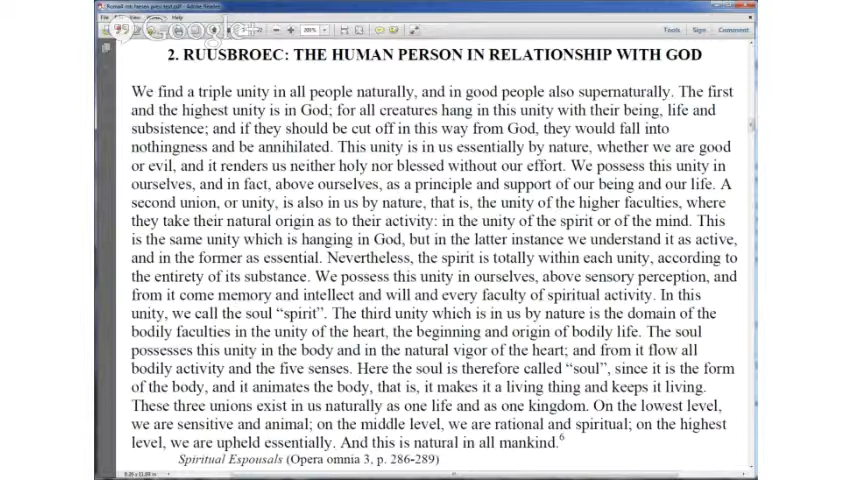 Google+
Tools Sign Comment
2. RUUSBROEC: THE HUMAN PERSON IN RELATIONSHIP WITH GOD
We find a triple unity in all people naturally, and in good people also supernaturally. The first
and the highest unity is in God; for all creatures hang in this unity with their being, life and
subsistence; and if they should be cut off in this way from God, they would fall into
nothingness and be annihilated. This unity is in us essentially by nature, whether we are good
or evil, and it renders us neither holy nor blessed without our effort. We possess this unity in
ourselves, and in fact, above ourselves, as a principle and support of our being and our life. A
second union, or unity, is also in us by nature, that is, the unity of the higher faculties, where
they take their natural origin as to their activity: in the unity of the spirit or of the mind. This
is the same unity which is hanging in God, but in the latter instance we understand it as active,
and in the former as essential. Nevertheless, the spirit is totally within each unity, according to
the entirety of its substance. We possess this unity in ourselves, above sensory perception, and
from it come memory and intellect and will and every faculty of spiritual activity. In this
unity, we call the soul “spirit”. The third unity which is in us by nature is the domain of the
bodily faculties in the unity of the heart, the beginning and origin of bodily life. The soul
possesses this unity in the body and in the natural vigor of the heart; and from it flow all
bodily activity and the five senses. Here the soul is therefore called “soul”, since it is the form
of the body, and it animates the body, that is, it makes it a living thing and keeps it living.
These three unions exist in us naturally as one life and as one kingdom. On the lowest level,
we are sensitive and animal; on the middle level, we are rational and spiritual; on the highest
level, we are upheld essentially. And this is natural in all mankind.6
Spiritual Espousals (Opera omnia 3, p. 286-289)